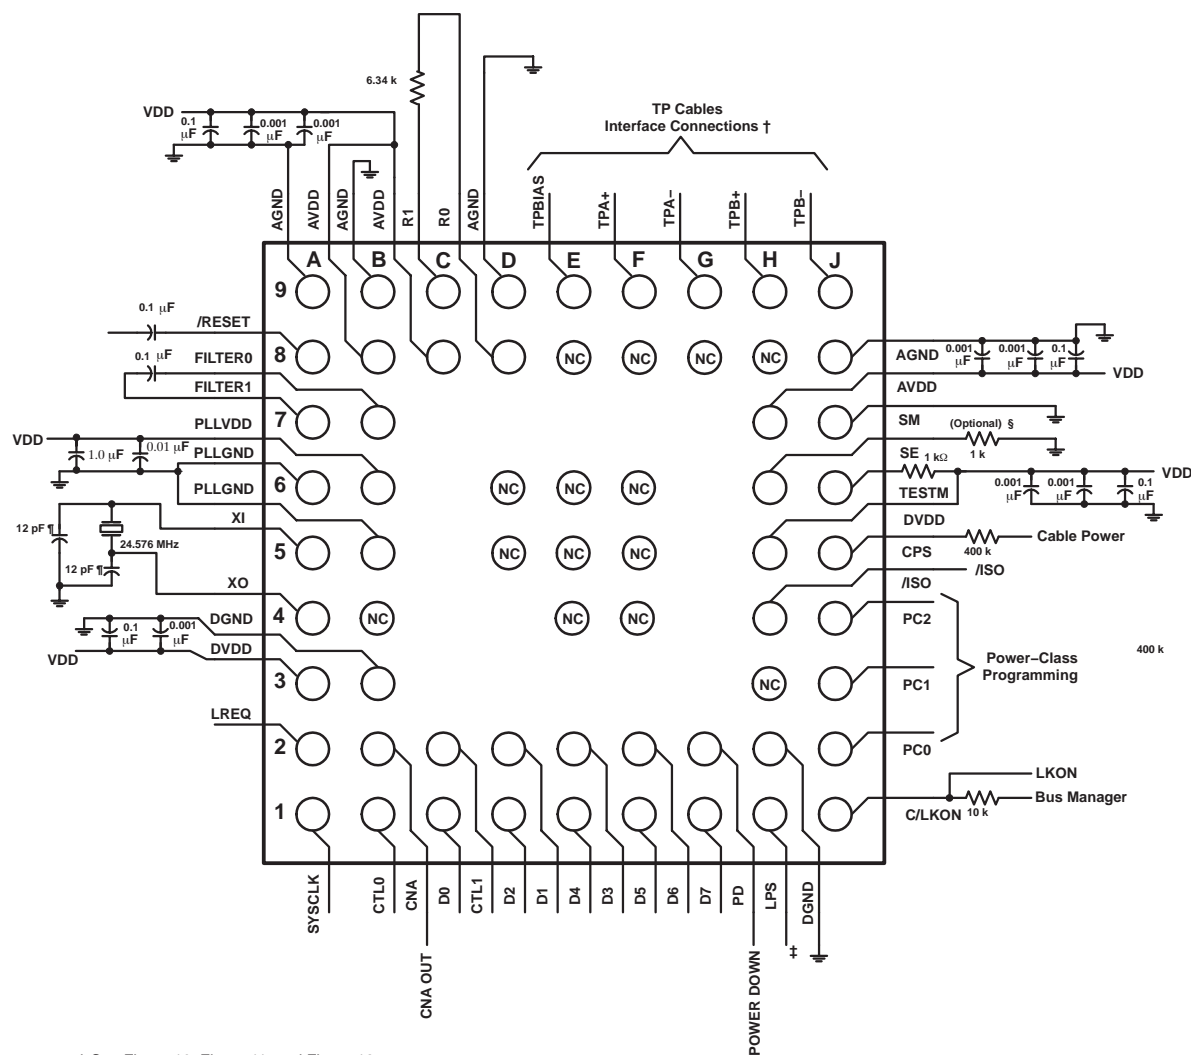 6.34 k
VDD
0.1 µF
0.001 µF
0.001 µF
TP Cables
Interface Connections †
AGND
AVDD
AGND
AVDD
R1
R0
AGND
TPBIAS
TPA+
TPA−
TPB+
TPB−
A B C D E F G H J
9
0.1 µF
/RESET
8
NC NC NC NC
FILTER0
0.1 µF
FILTER1
7
AGND
0.001 µF
0.001 µF
0.1 µF
VDD
AVDD
SM
(Optional) §
1 k
SE
VDD
PLLVDD
1.0 µF
0.01 µF
PLLGND
6
NC NC NC
PLLGND
1 kΩ
TESTM
VDD
0.001 µF
0.001 µF
0.1 µF
DVDD
XI
12 pF ¶
24.576 MHz
12 pF ¶
5
NC NC NC
CPS
400 k
Cable Power
/ISO
/ISO
XO
4
NC NC NC
DGND
0.1 µF
0.001 µF
VDD
DVDD
3
NC
PC2
PC1
PC0
Power−Class
Programming
400 k
LREQ
2
1
LKON
C/LKON
10 k
Bus Manager
SYSCLK
CTL0
CNA
D0
CTL1
D2
D1
D4
D3
D5
D6
D7
PD
LPS
DGND
CNA OUT
POWER DOWN
‡